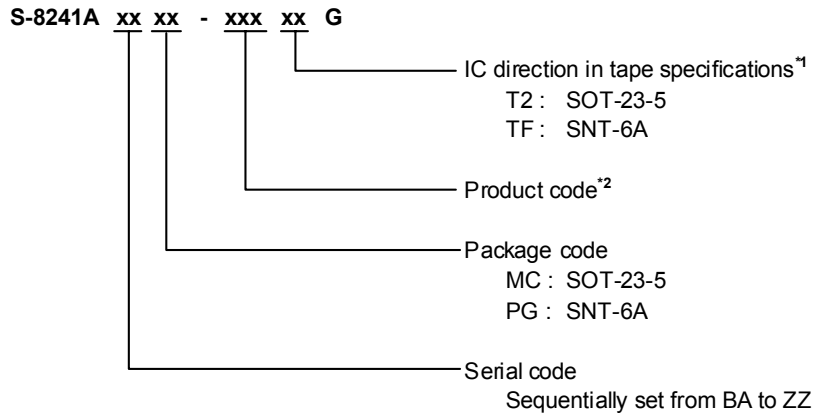 S-8241A xx xx - xxx xx G
IC direction in tape specifications*1
T2 : SOT-23-5
TF : SNT-6A
Product code*2
Package code
MC : SOT-23-5
PG : SNT-6A
Serial code
Sequentially set from BA to ZZ